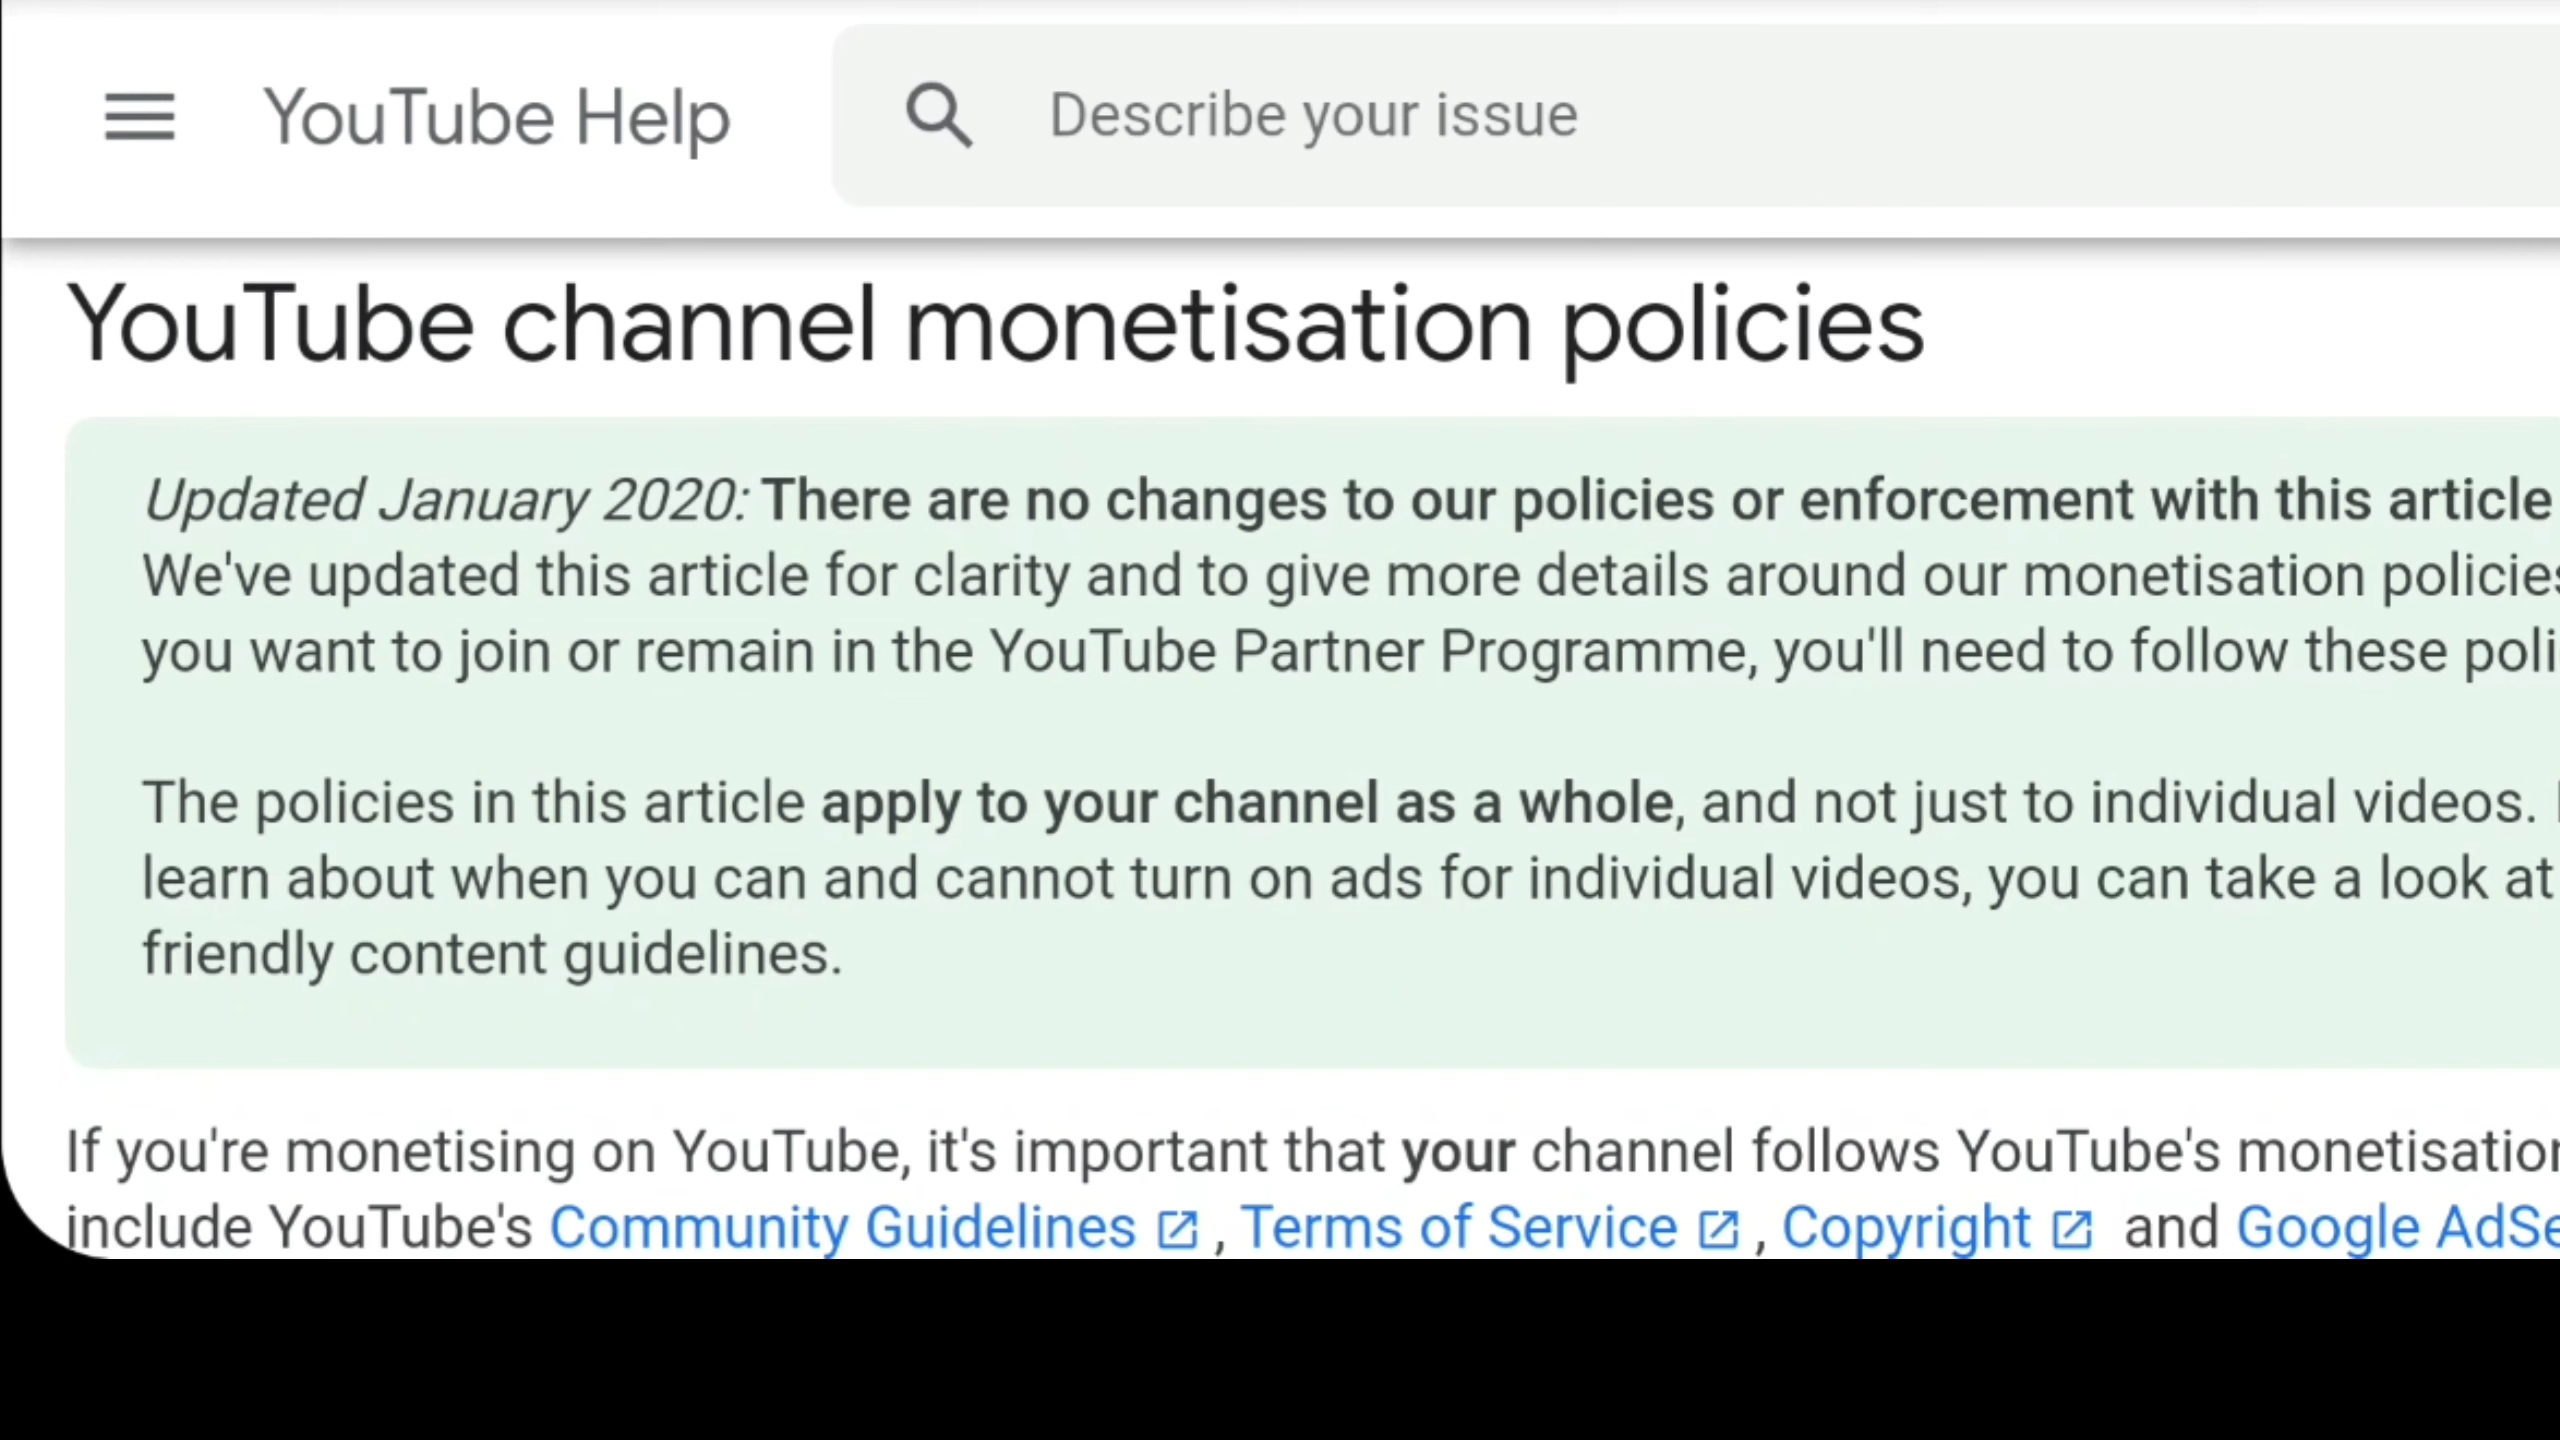 YouTube Help
Describe your issue
YouTube channel monetisation policies
Updated January 2020: There are no changes to our policies or enforcement with this article
We've updated this article for clarity and to give more details around our monetisation policies
you want to join or remain in the YouTube Partner Programme, you'll need to follow these poli
The policies in this article apply to your channel as a whole, and not just to individual videos.
learn about when you can and cannot turn on ads for individual videos, you can take a look at
friendly content guidelines.
If you're monetising on YouTube, it's important that your channel follows YouTube's monetisation
include YouTube's Community Guidelines , Terms of Service , Copyright and Google AdSe